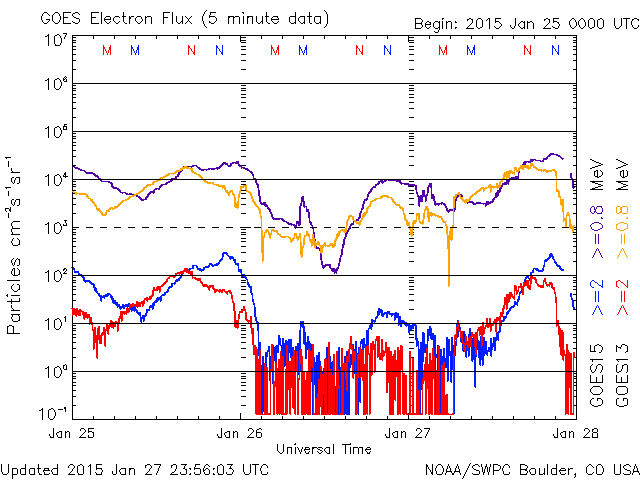 GOES Electron Flux (5 minute data)
Begin: 2015 Jan 25 0000 UTC
M M N N M M N N M M N N
10⁷
10⁶
10⁵
10⁴
10³
10²
10¹
10⁰
10⁻¹
Particles cm⁻²s⁻¹sr⁻¹
GOES15 >=2 >=0.8 MeV
GOES13 >=2 >=0.8 MeV
Jan 25 Jan 26 Jan 27 Jan 28
Universal Time
Updated 2015 Jan 27 23:56:03 UTC
NOAA/SWPC Boulder, CO USA